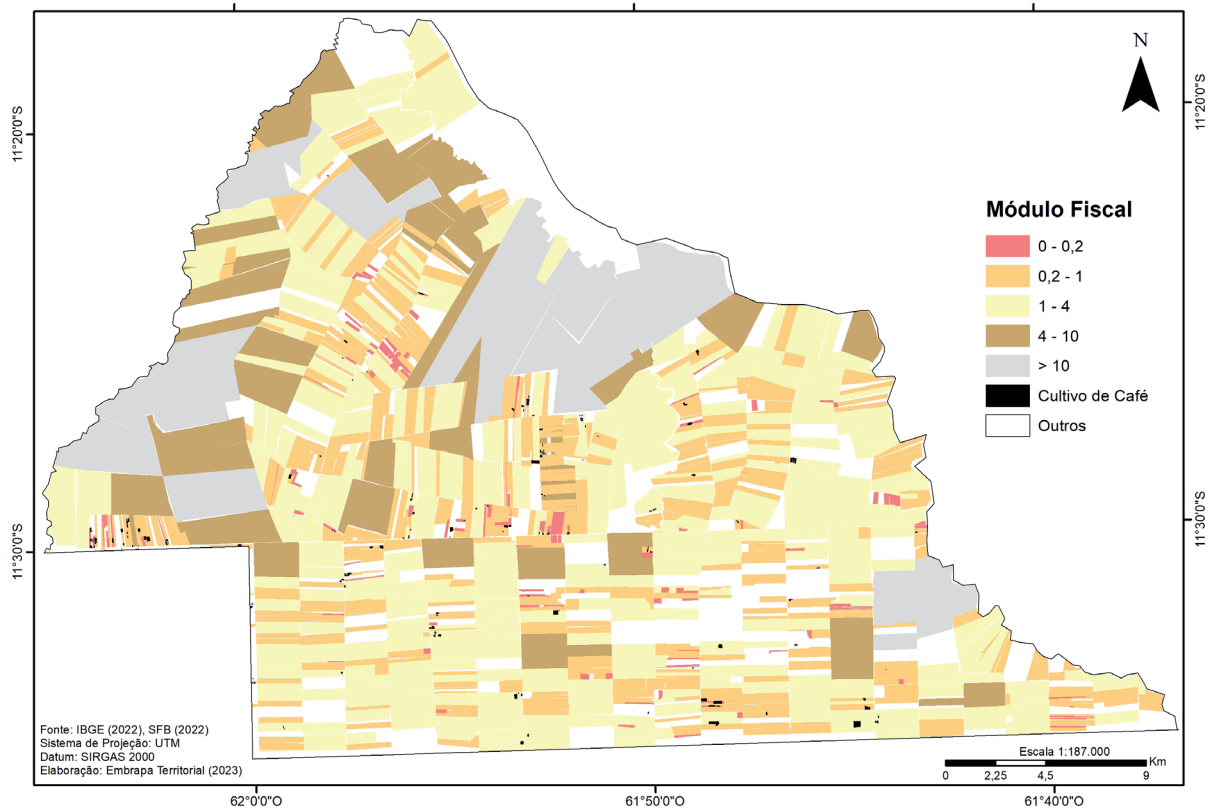 N
11°20'0"S
11°20'0"S
Módulo Fiscal
0 - 0,2
0,2 - 1
1 - 4
4 - 10
> 10
Cultivo de Café
Outros
11°30'0"S
11°30'0"S
Fonte: IBGE (2022), SFB (2022)
Sistema de Projeção: UTM
Datum: SIRGAS 2000
Elaboração: Embrapa Territorial (2023)
Escala 1:187.000
Km
0 2,25 4,5 9
62°0'0"O 61°50'0"O 61°40'0"O